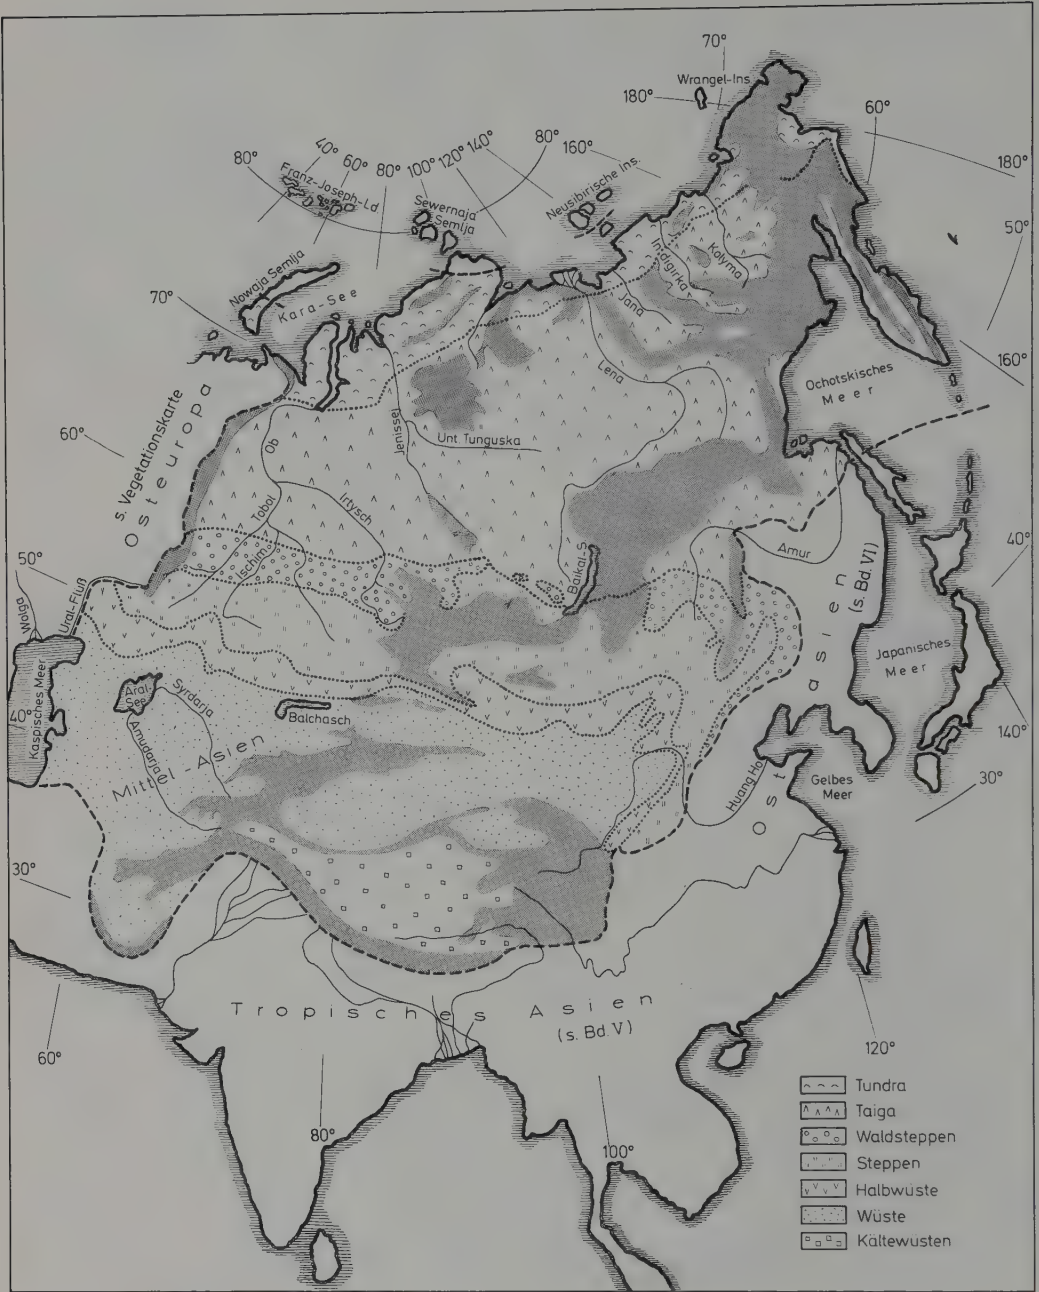 70°
Wrangel-Ins.
180°
60°
180°
50°
160°
80°
40°
60°
80°
100°
120°
140°
80°
160°
Franz-Joseph-Ld.
Sewernaja
Semlja
Neusibirische Ins.
Nowaja Semlja
Kara-See
70°
Indigirka
Kolyma
Jana
Lena
Ochotskisches
Meer
s. Vegetationskarte
Osteuropa
60°
Ob
Jenissei
Unt. Tunguska
Tobol
Irtysch
Ischim
Baikal-S.
Amur
50°
40°
Wolga
Ural-Fluß
Kaspisches Meer
40°
Aral-
See
Syrdarja
Amudarja
Balchasch
Mittel-Asien
Ostasien
(s. Bd. VI)
Japanisches
Meer
140°
30°
Huang Ho
Gelbes
Meer
30°
Tropisches Asien
(s. Bd. V)
60°
80°
100°
120°
Tundra
Taiga
Waldsteppen
Steppen
Halbwüste
Wüste
Kältewüsten